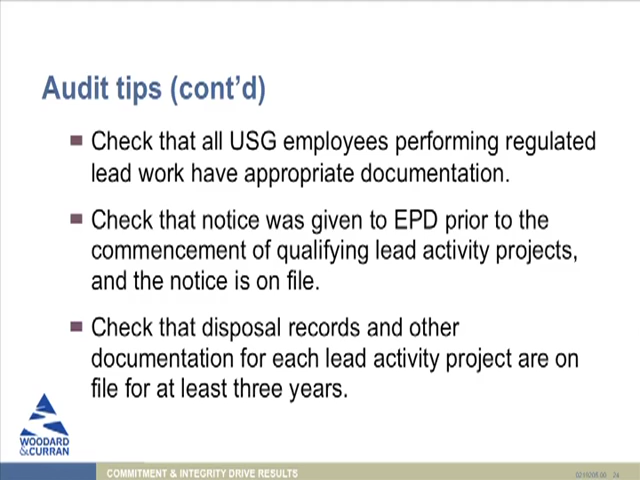 Audit tips (cont'd)
Check that all USG employees performing regulated
lead work have appropriate documentation.
Check that notice was given to EPD prior to the
commencement of qualifying lead activity projects,
and the notice is on file.
Check that disposal records and other
documentation for each lead activity project are on
file for at least three years.
WOODARD
&CURRAN
COMMITMENT & INTEGRITY DRIVE RESULTS